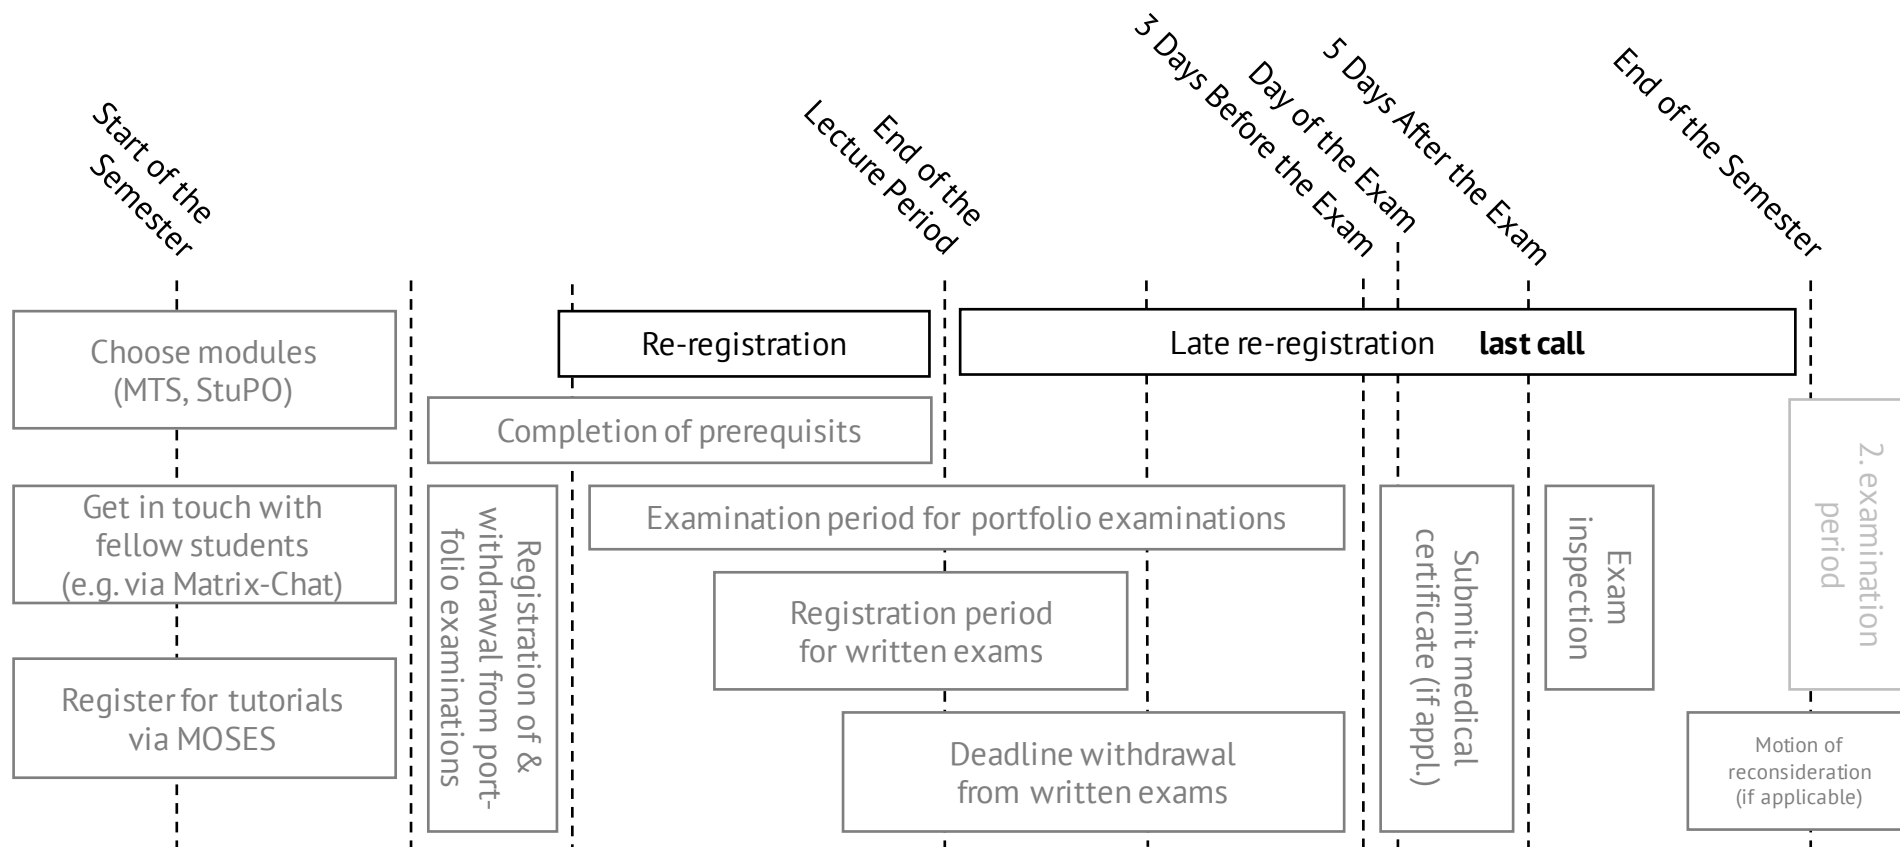 Start of the
Semester
End of the
Lecture Period
3 Days Before the Exam
Day of the Exam
5 Days After the Exam
End of the Semester
Choose modules
(MTS, StuPO)
Re-registration
Late re-registration last call
Completion of prerequisits
Get in touch with
fellow students
(e.g. via Matrix-Chat)
Registration of &
withdrawal from port-
folio examinations
Examination period for portfolio examinations
Registration period
for written exams
Submit medical
certificate (if appl.)
Exam
inspection
2. examination
period
Register for tutorials
via MOSES
Deadline withdrawal
from written exams
Motion of
reconsideration
(if applicable)